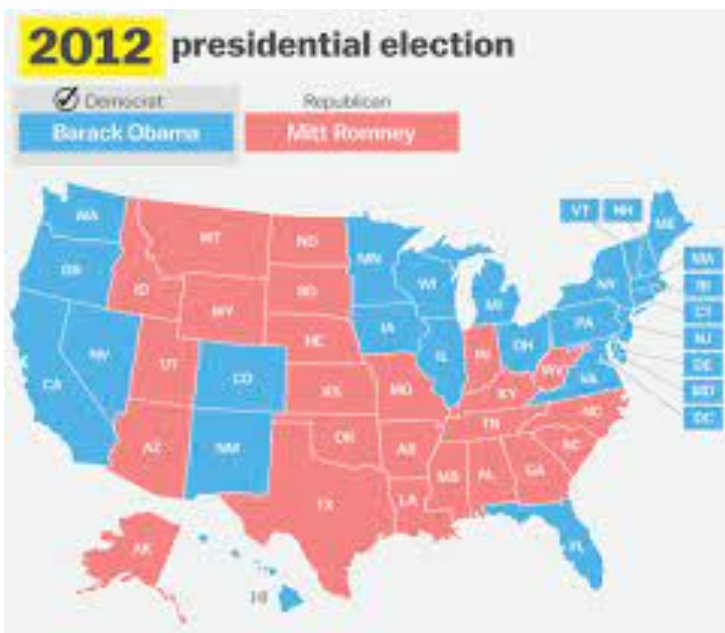 2012 presidential election
Democrat Republican
Barack Obama Mitt Romney
WA
VT NH
ME
MT
ND
OR
MN
MA
ID
SD
WI
NY
RI
WY
MI
CT
IA
PA
NE
NJ
NV
UT
IL
IN
OH
DE
CA
CO
WV
VA
MD
KS
MO
KY
DC
NC
TN
AZ
NM
OK
AR
SC
MS
AL
GA
TX
LA
AK
FL
HI